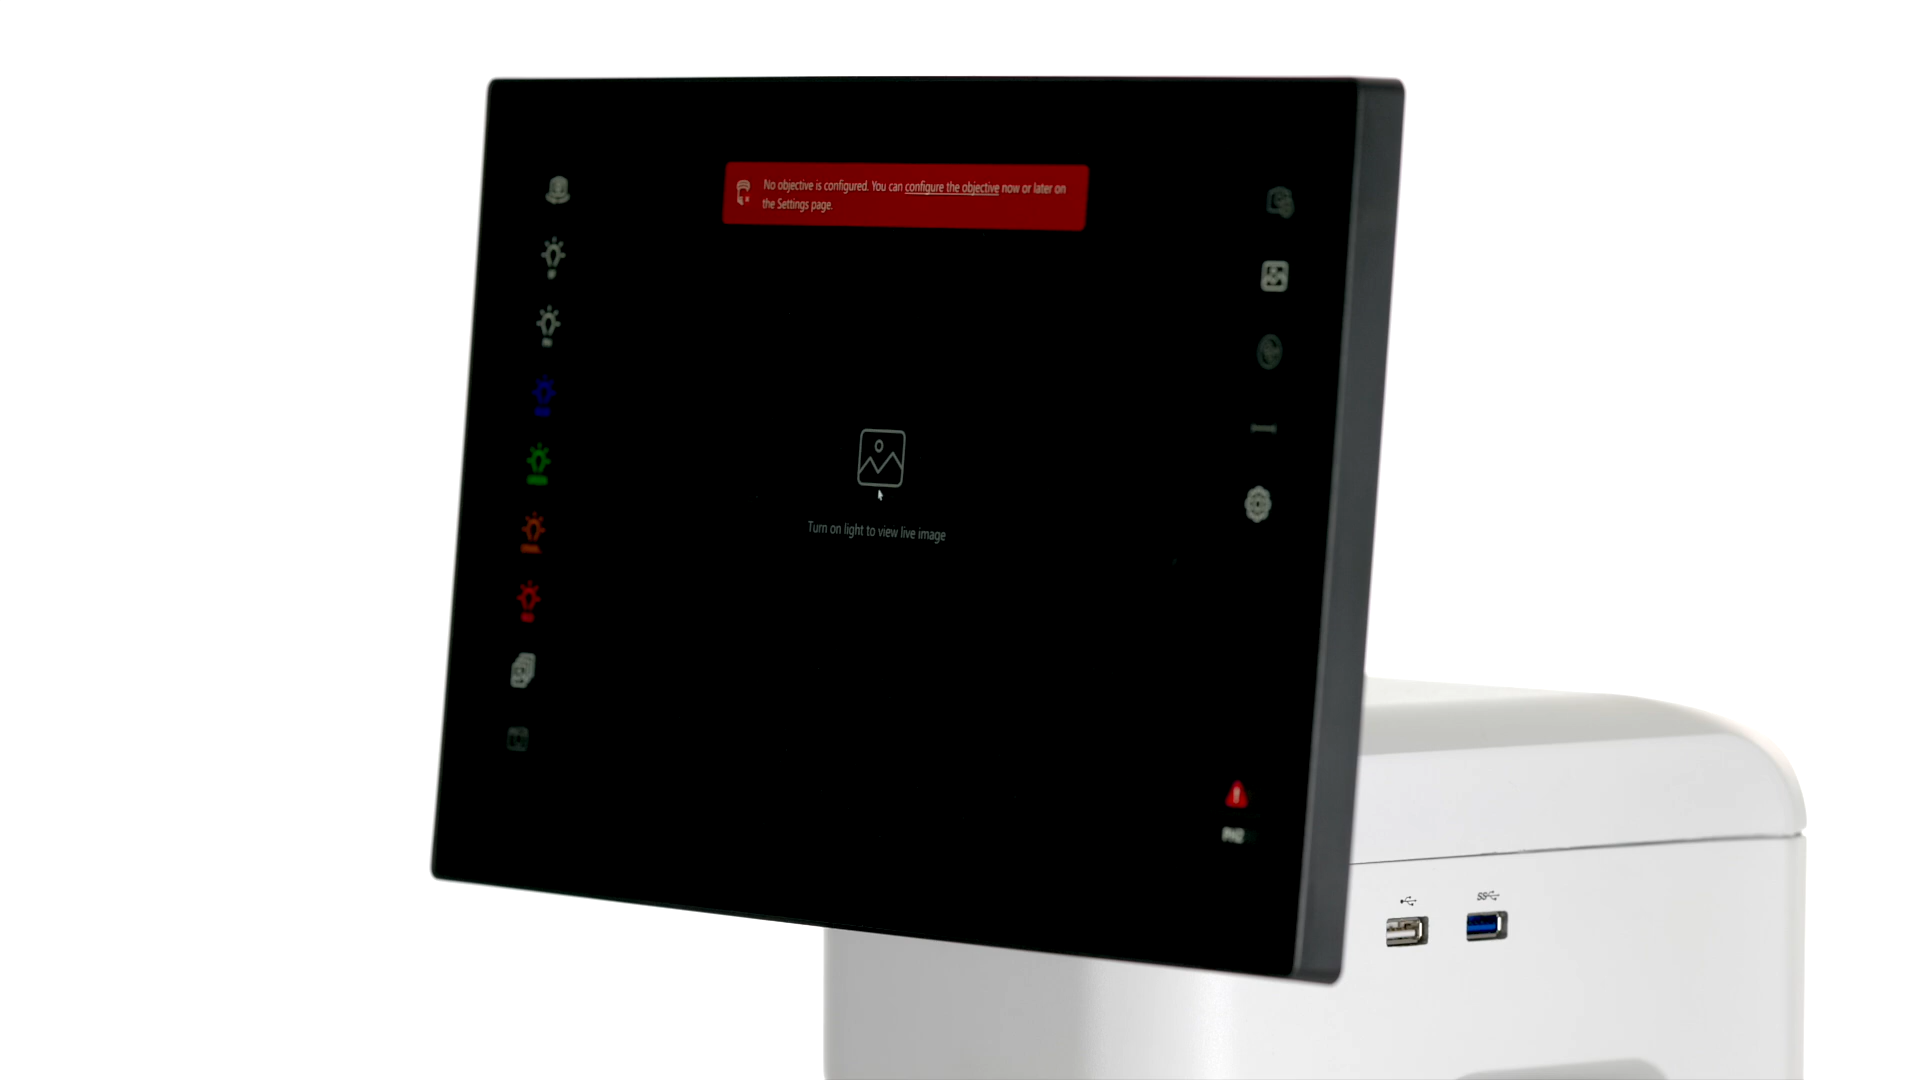 No objective is configured. You can configure the objective now or later on
the Settings page.
Turn on light to view live image
SS